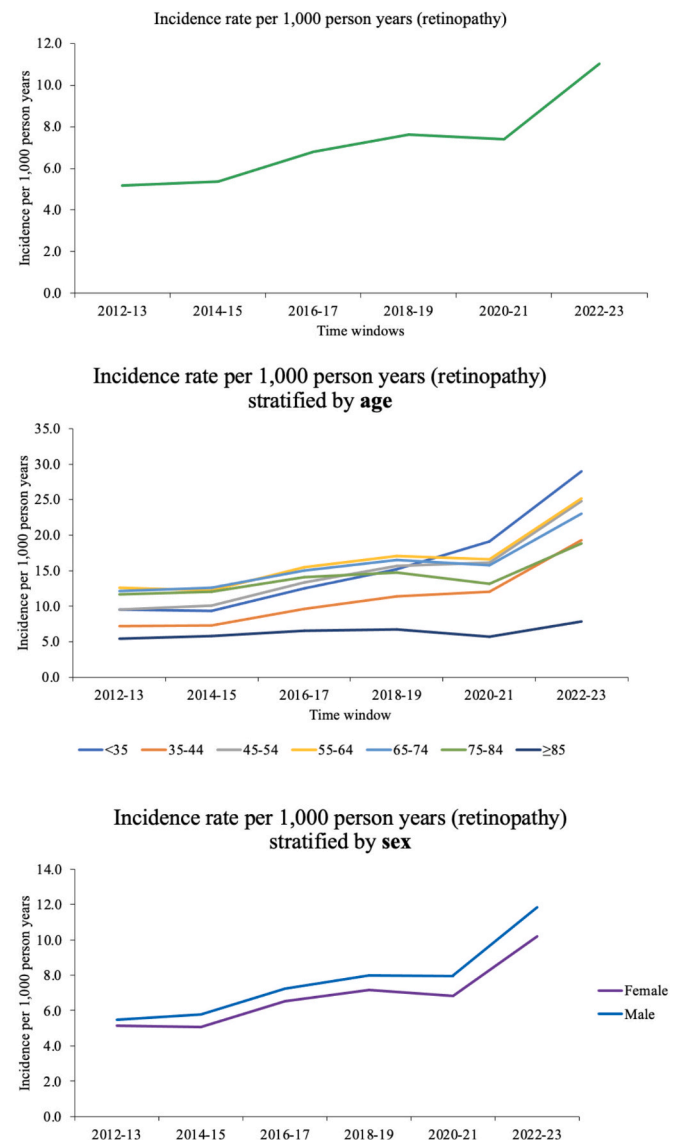 Incidence rate per 1,000 person years (retinopathy)
12.0
10.0
8.0
6.0
4.0
2.0
0.0
Incidence per 1,000 person years
2012-13 2014-15 2016-17 2018-19 2020-21 2022-23
Time windows
Incidence rate per 1,000 person years (retinopathy)
stratified by age
35.0
30.0
25.0
20.0
15.0
10.0
5.0
0.0
Incidence per 1,000 person years
2012-13 2014-15 2016-17 2018-19 2020-21 2022-23
Time window
<35 35-44 45-54 55-64 65-74 75-84 ≥85
Incidence rate per 1,000 person years (retinopathy)
stratified by sex
14.0
12.0
10.0
8.0
6.0
4.0
2.0
0.0
Incidence per 1,000 person years
Female
Male
2012-13 2014-15 2016-17 2018-19 2020-21 2022-23